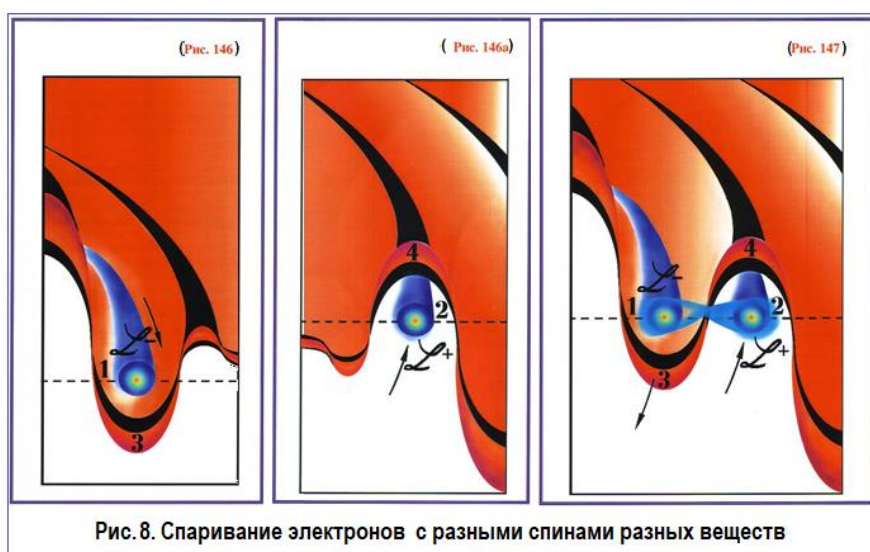 (Рис. 146)
( Рис. 146а)
(Рис. 147)
ℒ-
1
3
4
2
ℒ+
4
ℒ-
1
2
ℒ+
3
Рис.8. Спаривание электронов с разными спинами разных веществ